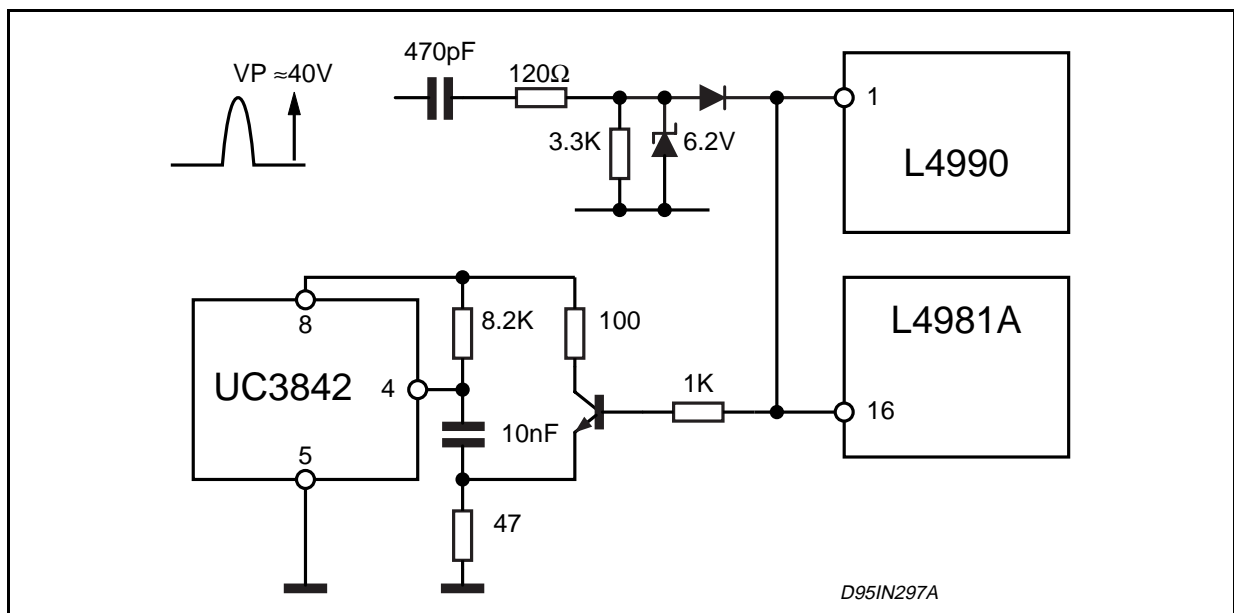 470pF
VP ≈40V
120Ω
1
3.3K
6.2V
L4990
8
8.2K
100
L4981A
UC3842
4
1K
16
10nF
5
47
D95IN297A